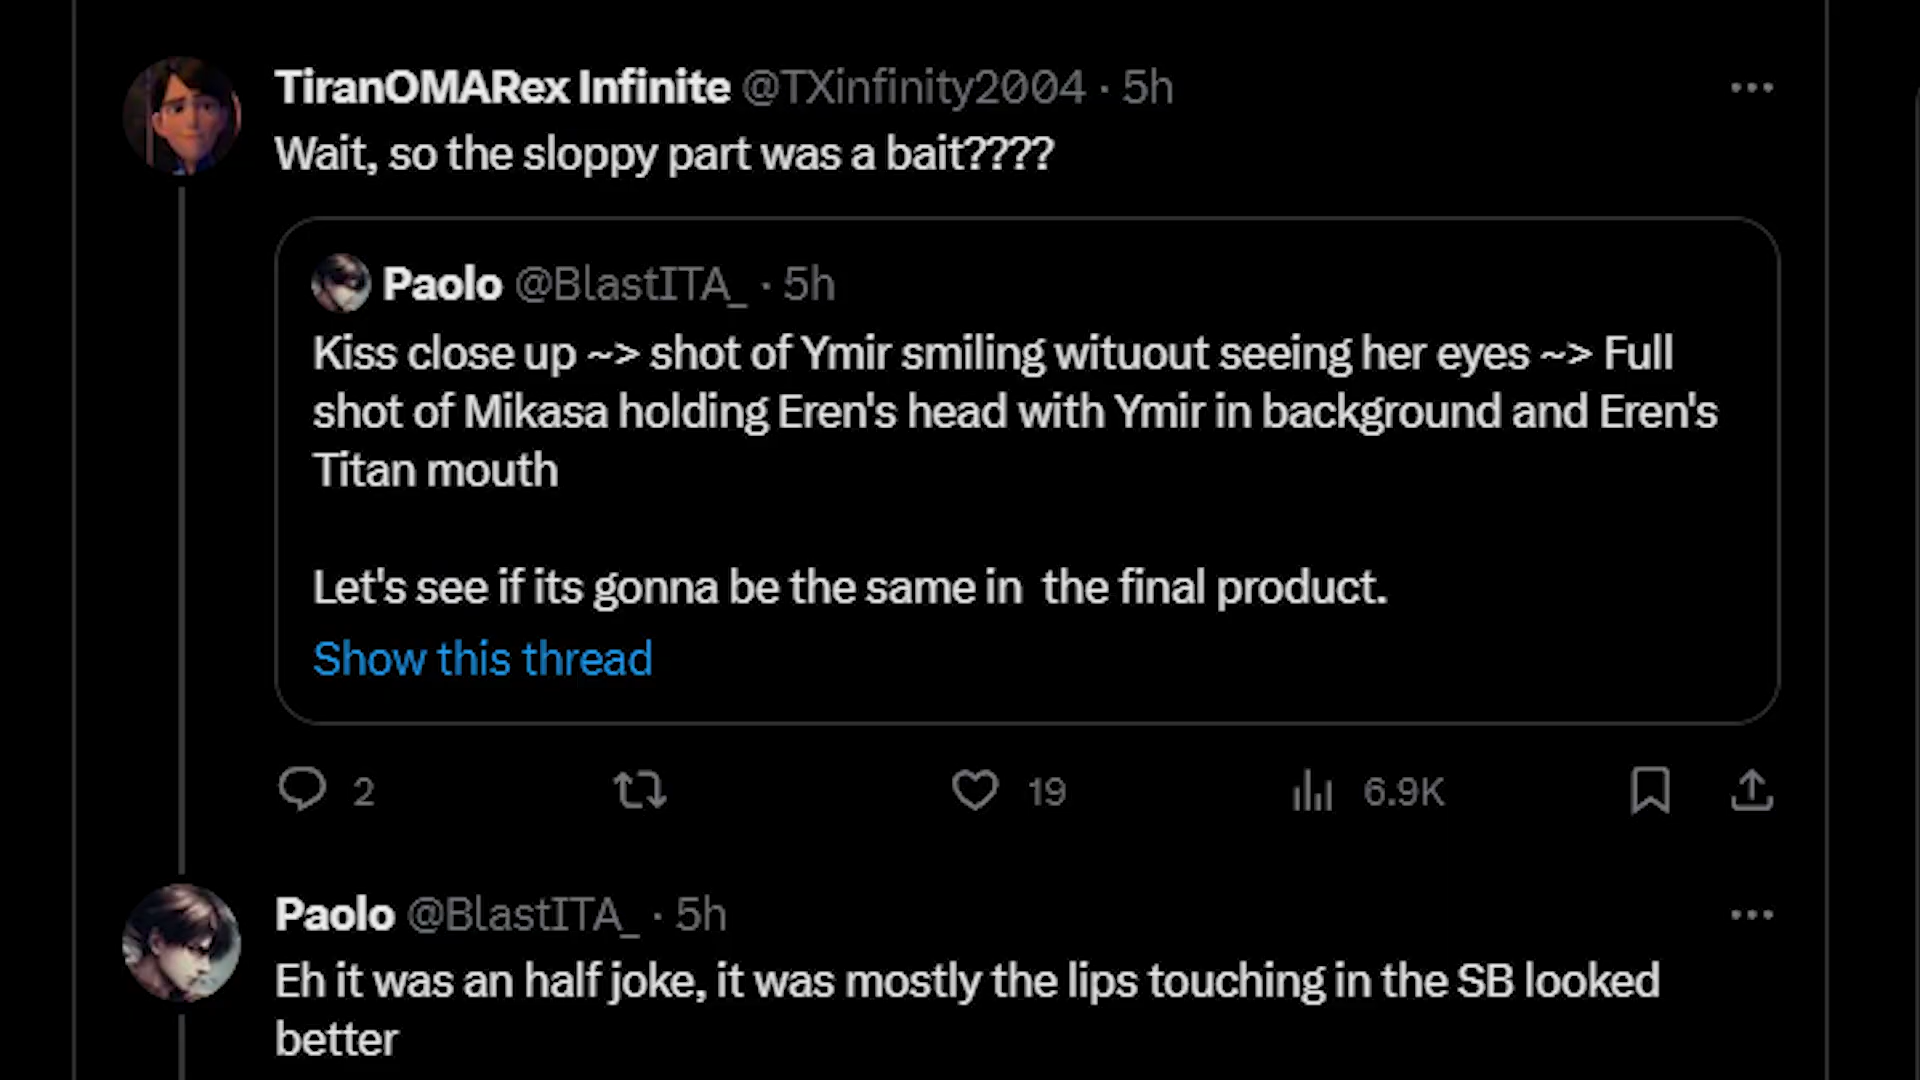 TiranOMARex Infinite @TXinfinity2004 · 5h
Wait, so the sloppy part was a bait????
Paolo @BlastITA_ · 5h
Kiss close up ~> shot of Ymir smiling wituout seeing her eyes ~> Full
shot of Mikasa holding Eren's head with Ymir in background and Eren's
Titan mouth
Let's see if its gonna be the same in  the final product.
Show this thread
2 19 6.9K
Paolo @BlastITA_ · 5h
Eh it was an half joke, it was mostly the lips touching in the SB looked
better